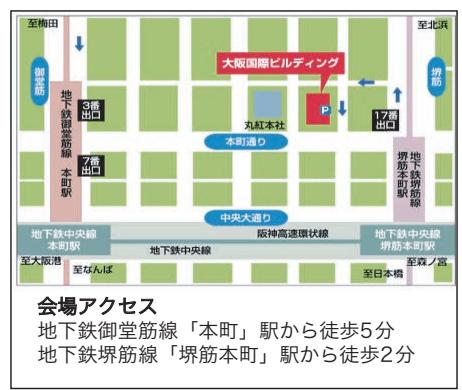 至梅田
至北浜
御堂筋
大阪国際ビルディング
堺筋
地下鉄御堂筋線 本町駅
3番出口
P
17番出口
丸紅本社
本町通り
7番出口
地下鉄堺筋線
堺筋本町駅
中央大通り
地下鉄中央線
本町駅
阪神高速環状線
地下鉄中央線
地下鉄中央線
堺筋本町駅
至大阪港
至なんば
至日本橋
至森ノ宮
会場アクセス
地下鉄御堂筋線「本町」駅から徒歩5分
地下鉄堺筋線「堺筋本町」駅から徒歩2分